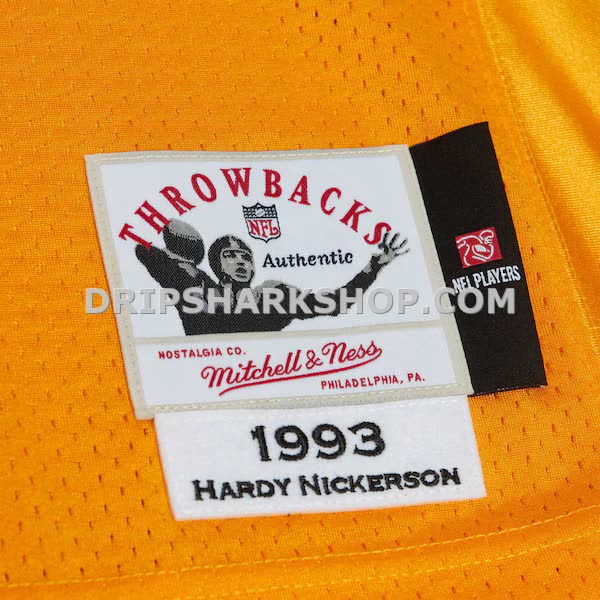 THROWBACKS
NFL
Authentic
NFL PLAYERS
DRIPSHARKSHOP.COM
NOSTALGIA CO.
Mitchell & Ness
PHILADELPHIA, PA.
1993
HARDY NICKERSON